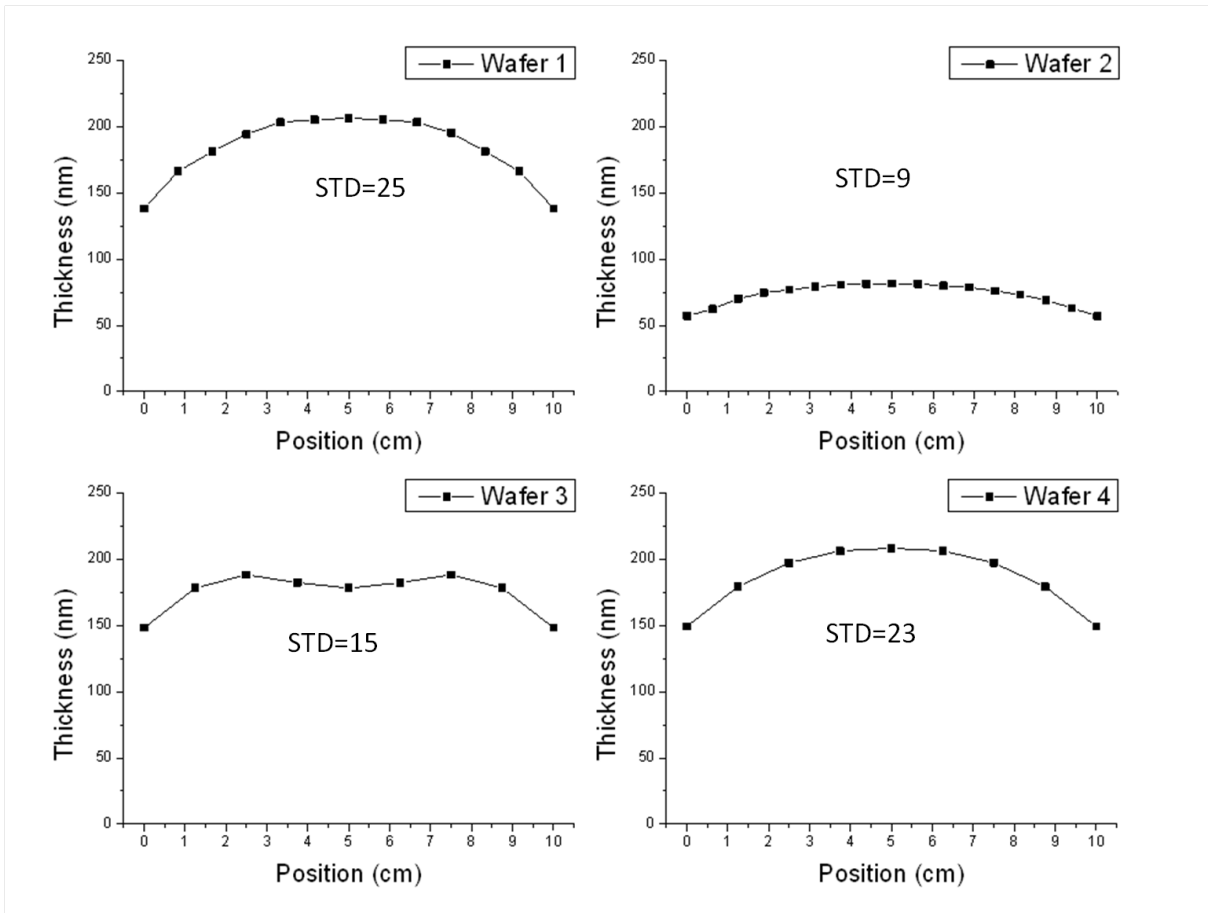 Wafer 1
250
200
150
100
50
0
Thickness (nm)
STD=25
0 1 2 3 4 5 6 7 8 9 10
Position (cm)
Wafer 2
250
200
150
100
50
0
Thickness (nm)
STD=9
0 1 2 3 4 5 6 7 8 9 10
Position (cm)
Wafer 3
250
200
150
100
50
0
Thickness (nm)
STD=15
0 1 2 3 4 5 6 7 8 9 10
Position (cm)
Wafer 4
250
200
150
100
50
0
Thickness (nm)
STD=23
0 1 2 3 4 5 6 7 8 9 10
Position (cm)